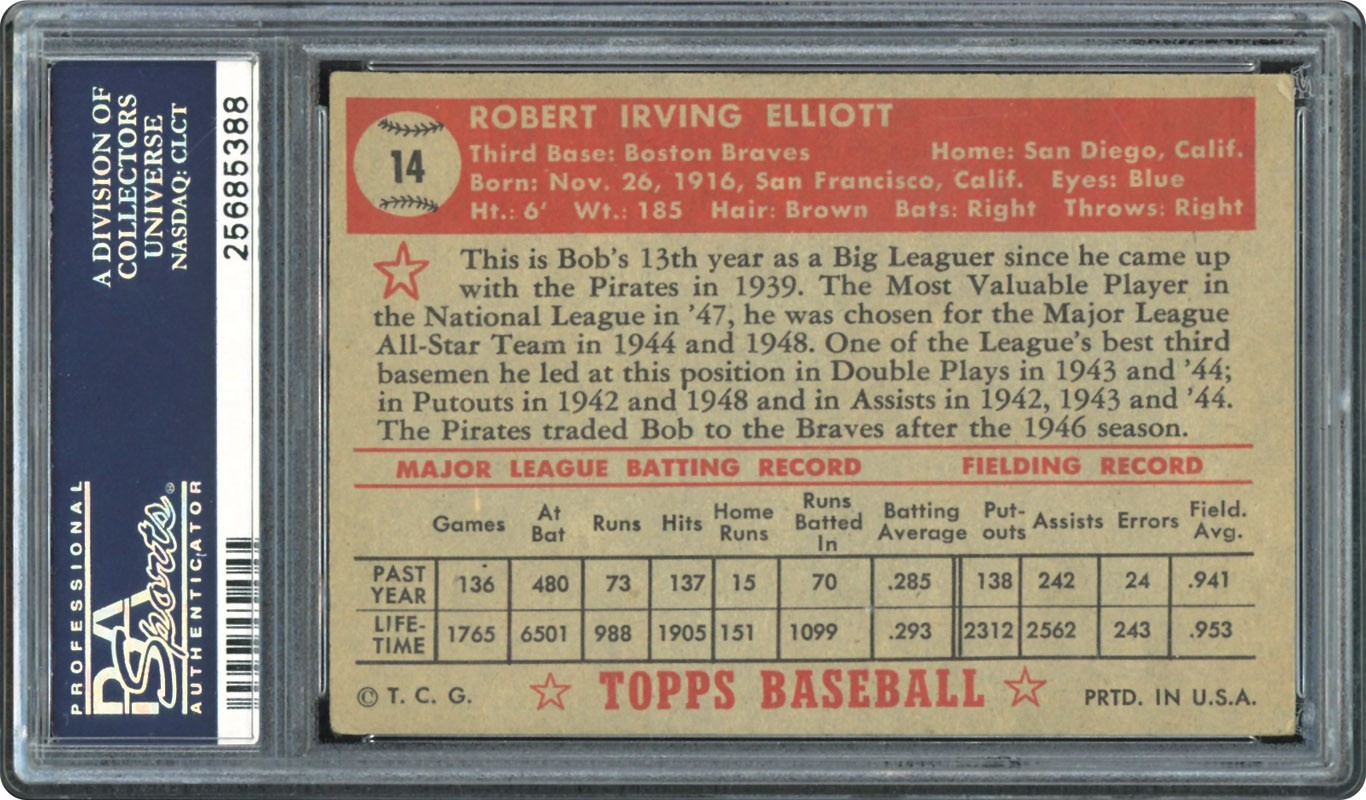 A DIVISION OF
COLLECTORS
UNIVERSE
NASDAQ: CLCT
25685388
PROFESSIONAL
PSA
Sports®
AUTHENTICATOR
14
ROBERT IRVING ELLIOTT
Third Base: Boston Braves Home: San Diego, Calif.
Born: Nov. 26, 1916, San Francisco, Calif. Eyes: Blue
Ht.: 6' Wt.: 185 Hair: Brown Bats: Right Throws: Right
This is Bob's 13th year as a Big Leaguer since he came up
with the Pirates in 1939. The Most Valuable Player in
the National League in '47, he was chosen for the Major League
All-Star Team in 1944 and 1948. One of the League's best third
basemen he led at this position in Double Plays in 1943 and '44;
in Putouts in 1942 and 1948 and in Assists in 1942, 1943 and '44.
The Pirates traded Bob to the Braves after the 1946 season.
MAJOR LEAGUE BATTING RECORD FIELDING RECORD
Games At Bat Runs Hits Home Runs Runs Batted In Batting Average Put-outs Assists Errors Field. Avg.
PAST YEAR 136 480 73 137 15 70 .285 138 242 24 .941
LIFE-TIME 1765 6501 988 1905 151 1099 .293 2312 2562 243 .953
© T. C. G. TOPPS BASEBALL PRTD. IN U.S.A.